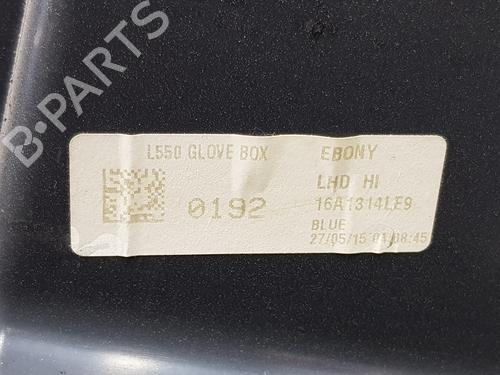 B-PARTS
L550 GLOVE BOX EBONY
LHD HI
0192 16A1314LE9
BLUE
27/05/15 01:08:45